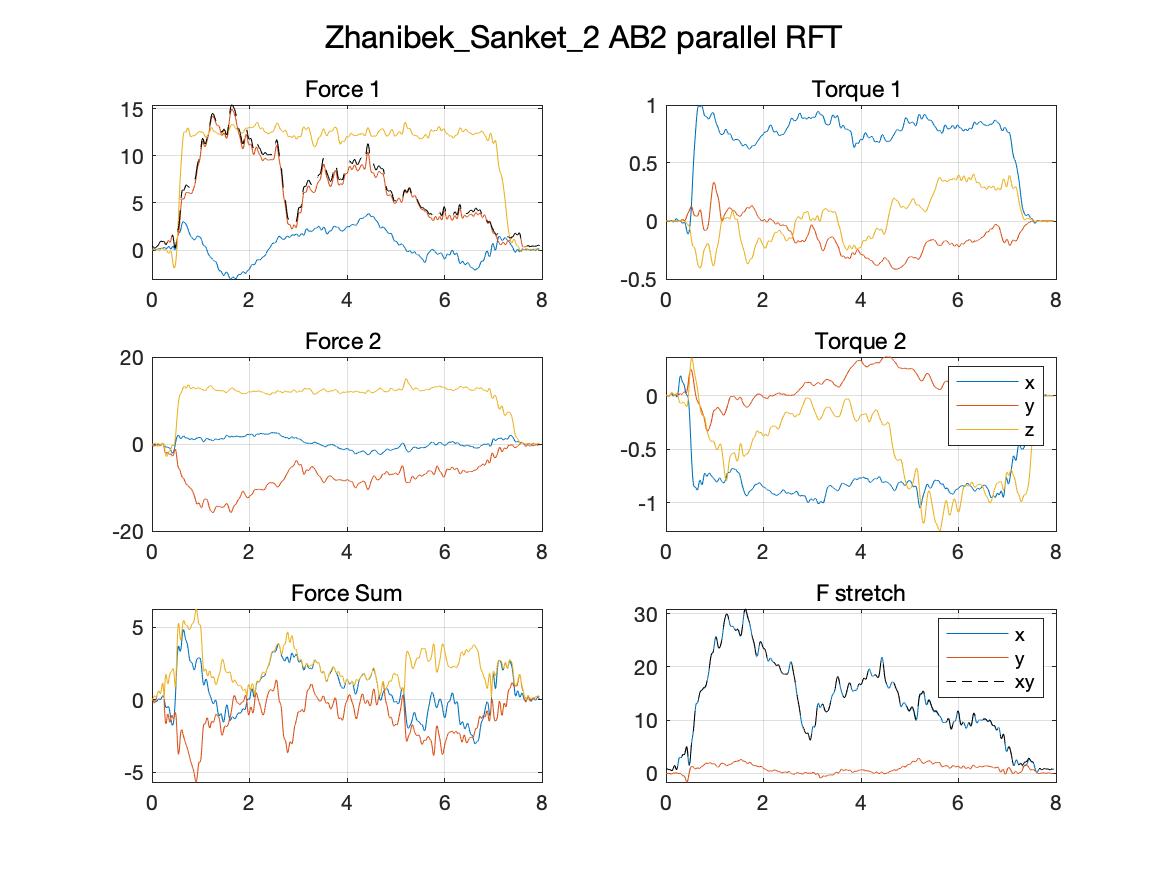 Zhanibek_Sanket_2 AB2 parallel RFT
Force 1
15
10
5
0
0 2 4 6 8
Torque 1
1
0.5
0
-0.5
0 2 4 6 8
Force 2
20
0
-20
0 2 4 6 8
Torque 2
0
-0.5
-1
0 2 4 6 8
x
y
z
Force Sum
5
0
-5
0 2 4 6 8
F stretch
30
20
10
0
0 2 4 6 8
x
y
xy